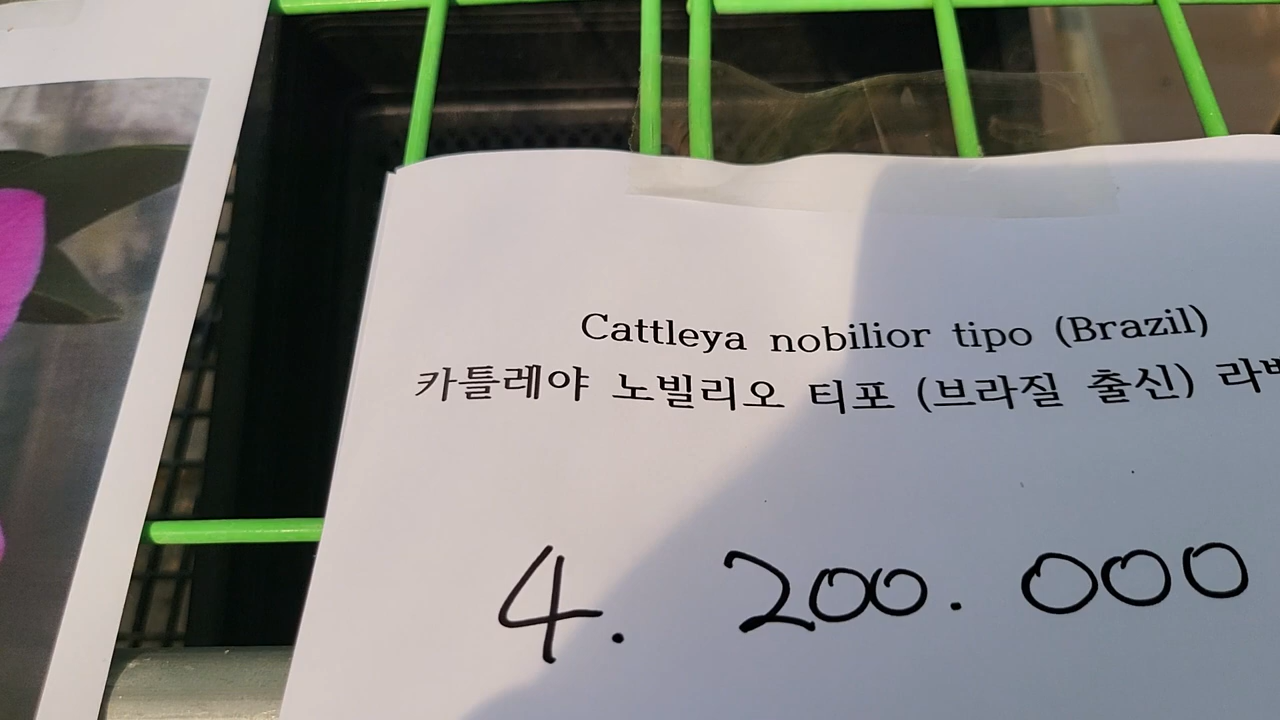 Cattleya nobilior tipo (Brazil)
카틀레야 노빌리오 티포 (브라질 출신)
4. 200. 000